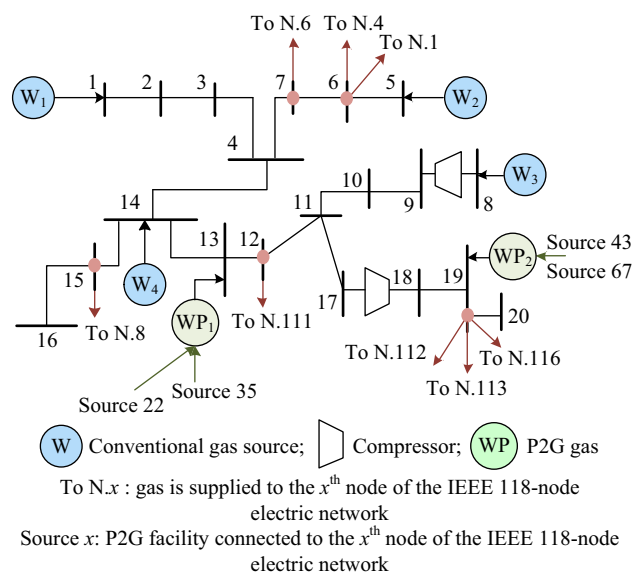 To N.6
To N.4
To N.1
W1
1
2
3
7
6
5
W2
4
10
9
8
W3
14
11
13
12
15
W4
16
To N.8
WP1
To N.111
17
18
19
WP2
Source 43
Source 67
20
To N.112
To N.116
To N.113
Source 35
Source 22
W Conventional gas source; Compressor; WP P2G gas
To N.x : gas is supplied to the xth node of the IEEE 118-node
electric network
Source x: P2G facility connected to the xth node of the IEEE 118-node
electric network